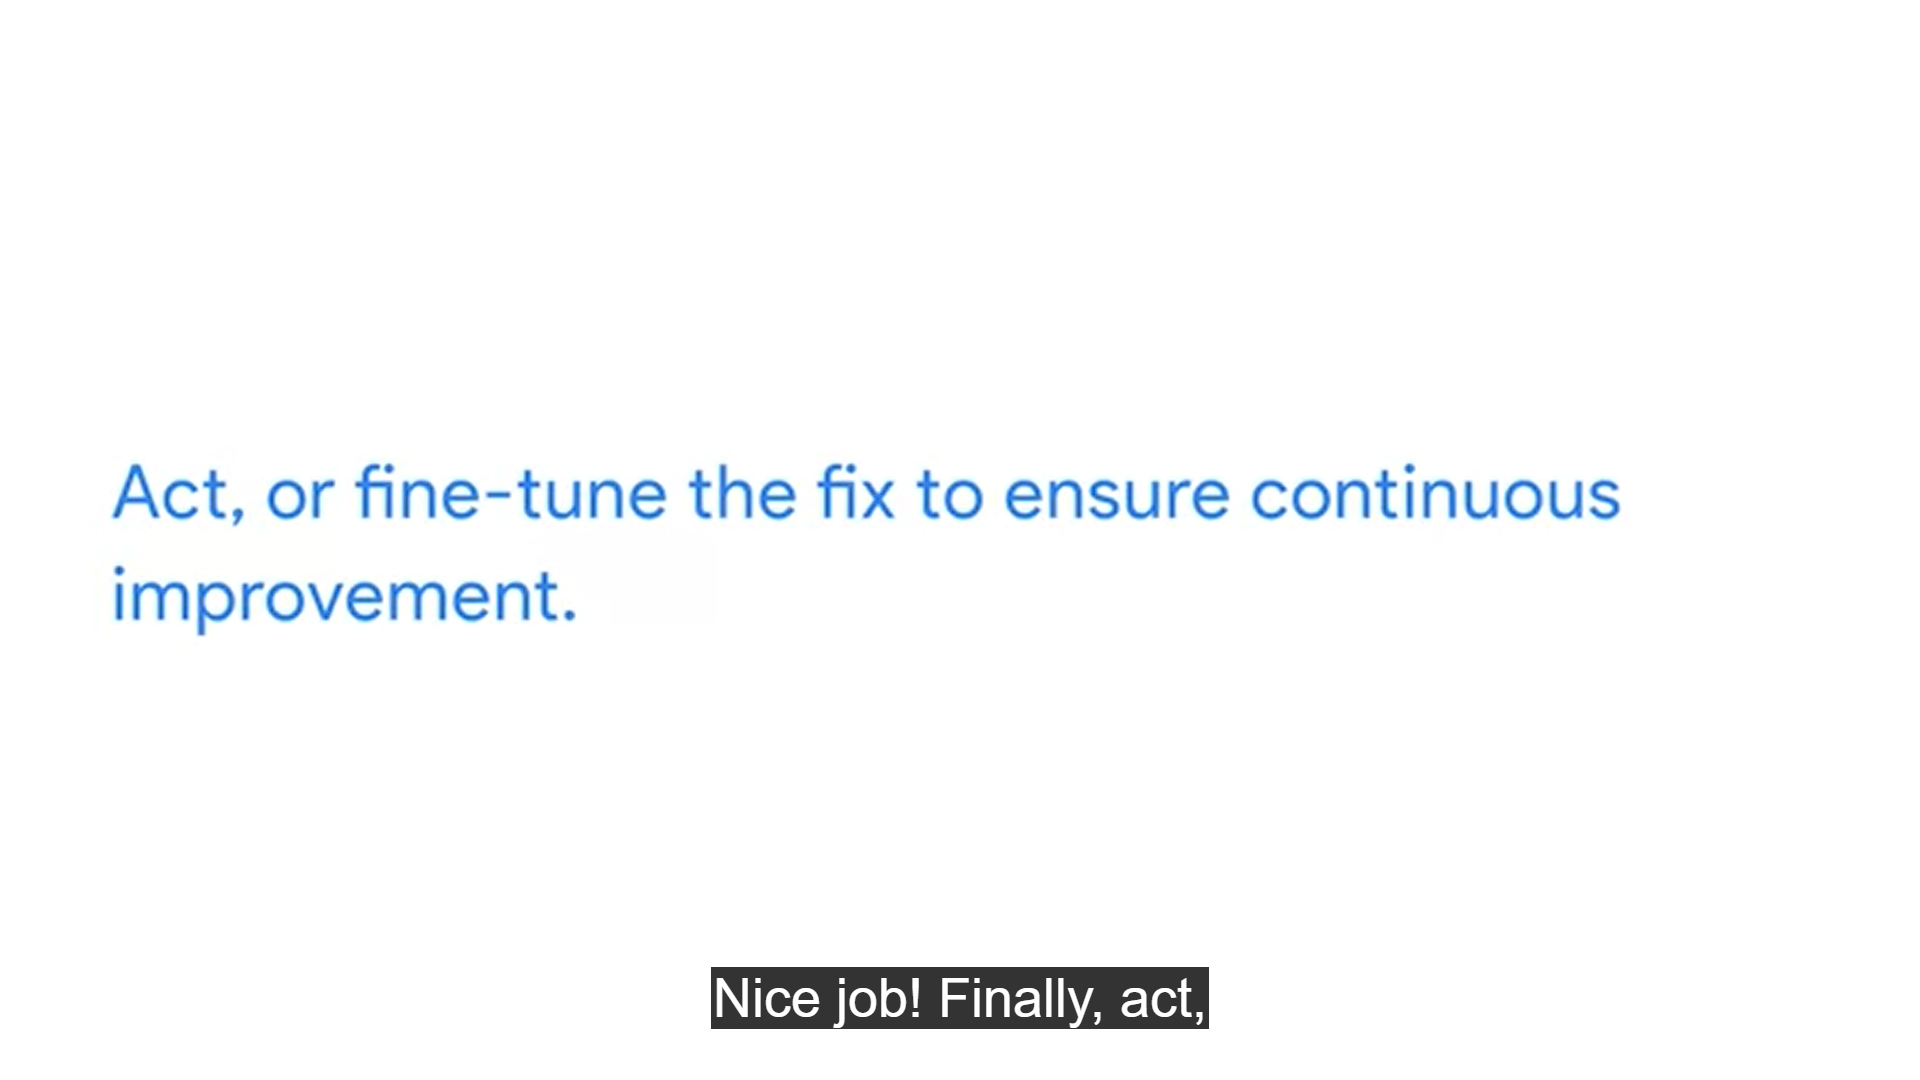 Act, or fine-tune the fix to ensure continuous
improvement.
Nice job! Finally, act,